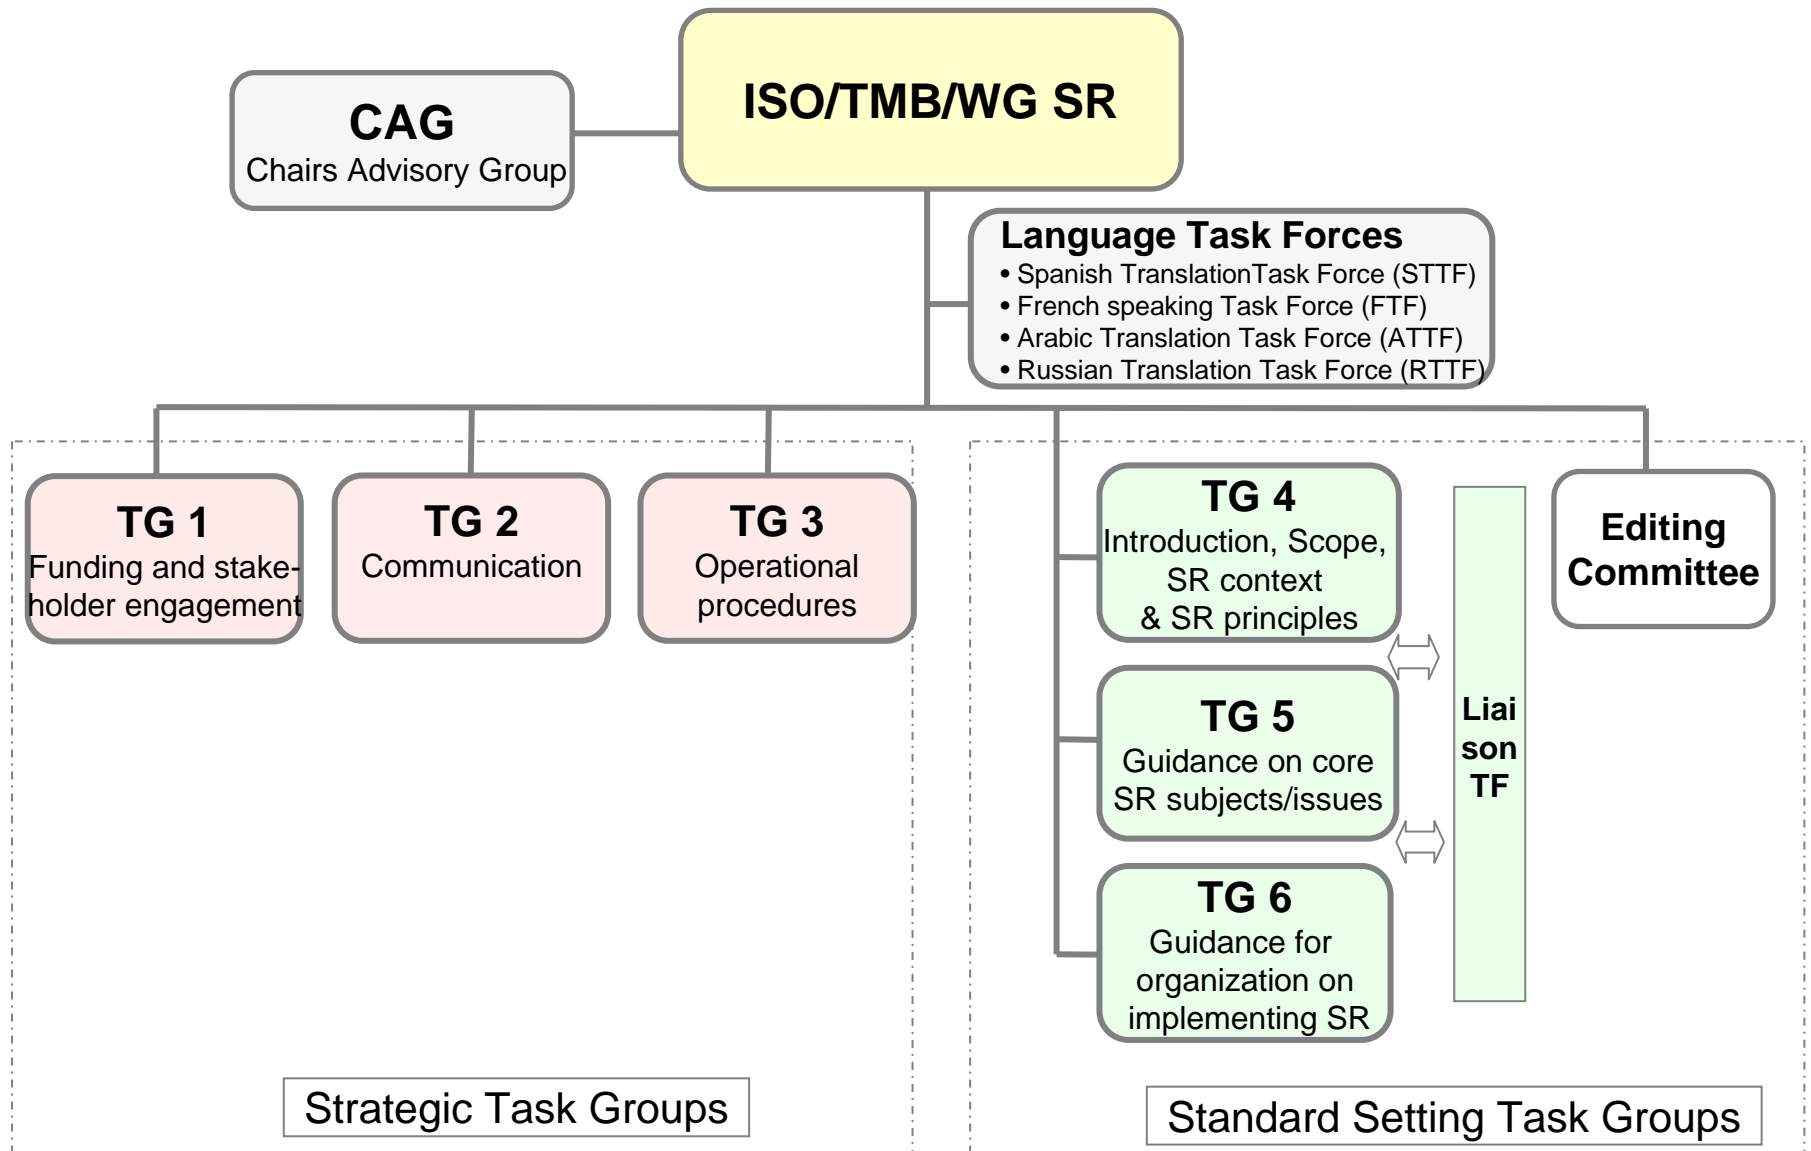 ISO/TMB/WG SR
CAG
Chairs Advisory Group
Language Task Forces
• Spanish TranslationTask Force (STTF)
• French speaking Task Force (FTF)
• Arabic Translation Task Force (ATTF)
• Russian Translation Task Force (RTTF)
TG 1
Funding and stake-
holder engagement
TG 2
Communication
TG 3
Operational
procedures
TG 4
Introduction, Scope,
SR context
& SR principles
TG 5
Guidance on core
SR subjects/issues
TG 6
Guidance for
organization on
implementing SR
Liai
son
TF
Editing
Committee
Strategic Task Groups
Standard Setting Task Groups